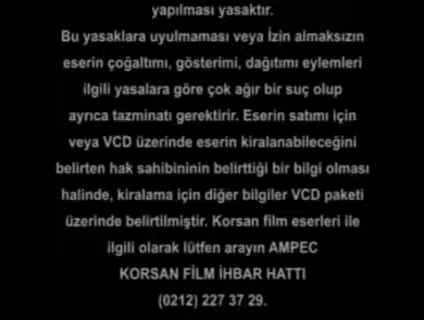 yapılması yasaktır.
Bu yasaklara uyulmaması veya İzin almaksızın
eserin çoğaltımı, gösterimi, dağıtımı eylemleri
ilgili yasalara göre çok ağır bir suç olup
ayrıca tazminatı gerektirir. Eserin satımı için
veya VCD üzerinde eserin kiralanabileceğini
belirten hak sahibininin belirttiği bir bilgi olması
halinde, kiralama için diğer bilgiler VCD paketi
üzerinde belirtilmiştir. Korsan film eserleri ile
ilgili olarak lütfen arayın AMPEC
KORSAN FİLM İHBAR HATTI
(0212) 227 37 29.